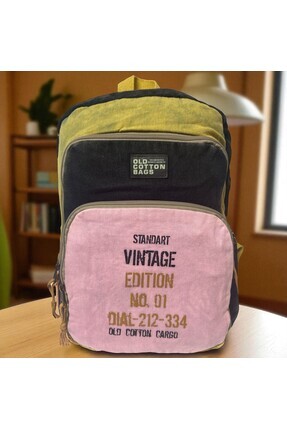 OLD
COTTON
BAGS
STANDART
VINTAGE
EDITION
NO. 01
DIAL-212-334
OLD COTTON CARGO